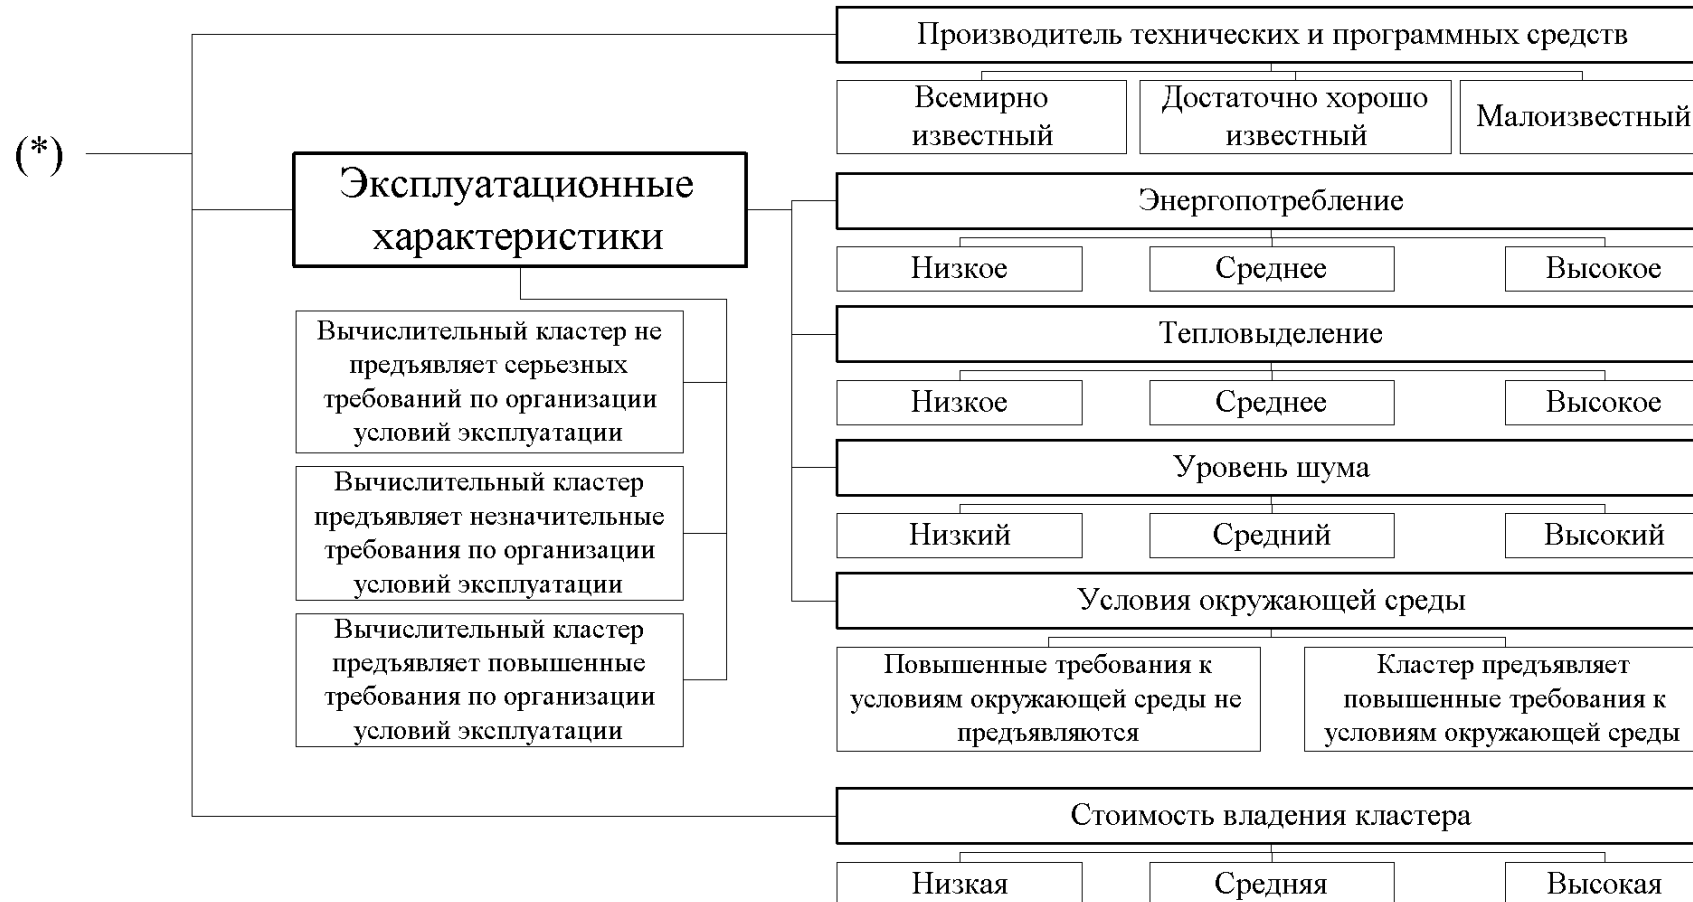 Производитель технических и программных средств
Всемирно
известный
Достаточно хорошо
известный
Малоизвестный
(*)
Эксплуатационные
характеристики
Энергопотребление
Низкое
Среднее
Высокое
Вычислительный кластер не
предъявляет серьезных
требований по организации
условий эксплуатации
Тепловыделение
Низкое
Среднее
Высокое
Вычислительный кластер
предъявляет незначительные
требования по организации
условий эксплуатации
Уровень шума
Низкий
Средний
Высокий
Вычислительный кластер
предъявляет повышенные
требования по организации
условий эксплуатации
Условия окружающей среды
Повышенные требования к
условиям окружающей среды не
предъявляются
Кластер предъявляет
повышенные требования к
условиям окружающей среды
Стоимость владения кластера
Низкая
Средняя
Высокая